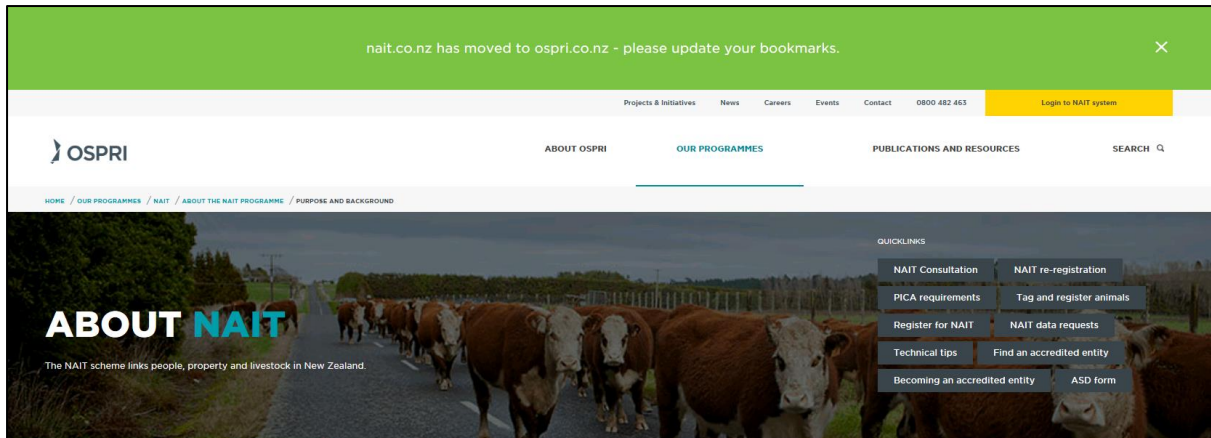 nait.co.nz has moved to ospri.co.nz - please update your bookmarks.
Projects & Initiatives News Careers Events Contact 0800 482 463 Login to NAIT system
OSPRI
ABOUT OSPRI OUR PROGRAMMES PUBLICATIONS AND RESOURCES SEARCH
HOME / OUR PROGRAMMES / NAIT / ABOUT THE NAIT PROGRAMME / PURPOSE AND BACKGROUND
ABOUT NAIT
The NAIT scheme links people, property and livestock in New Zealand.
QUICKLINKS
NAIT Consultation NAIT re-registration
PICA requirements Tag and register animals
Register for NAIT NAIT data requests
Technical tips Find an accredited entity
Becoming an accredited entity ASD form